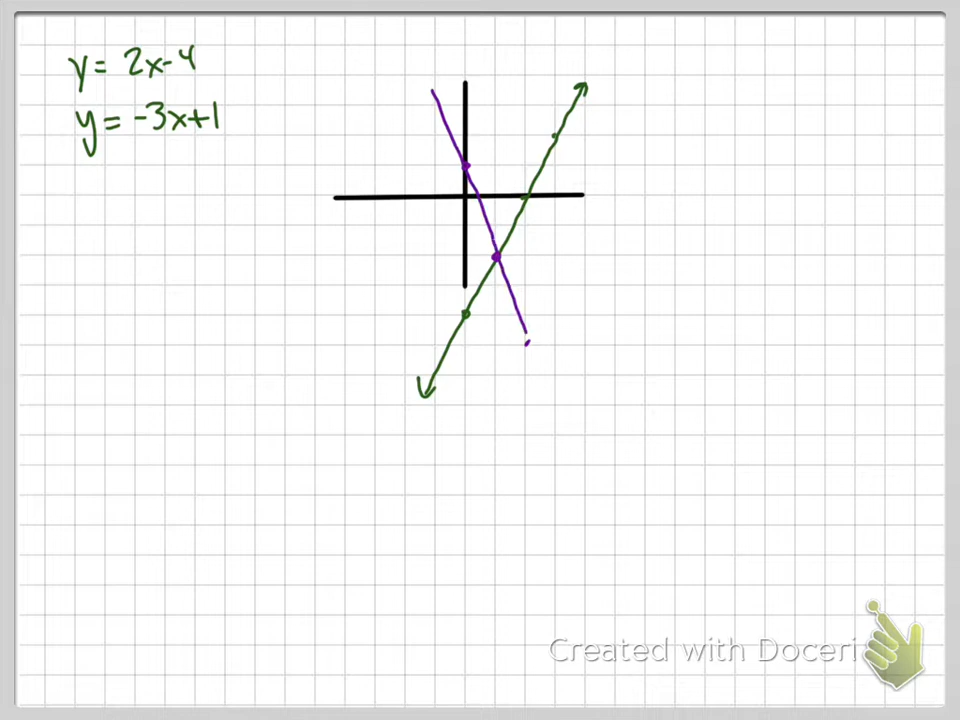 y = 2x-4
y = -3x+1
Created with Doceri